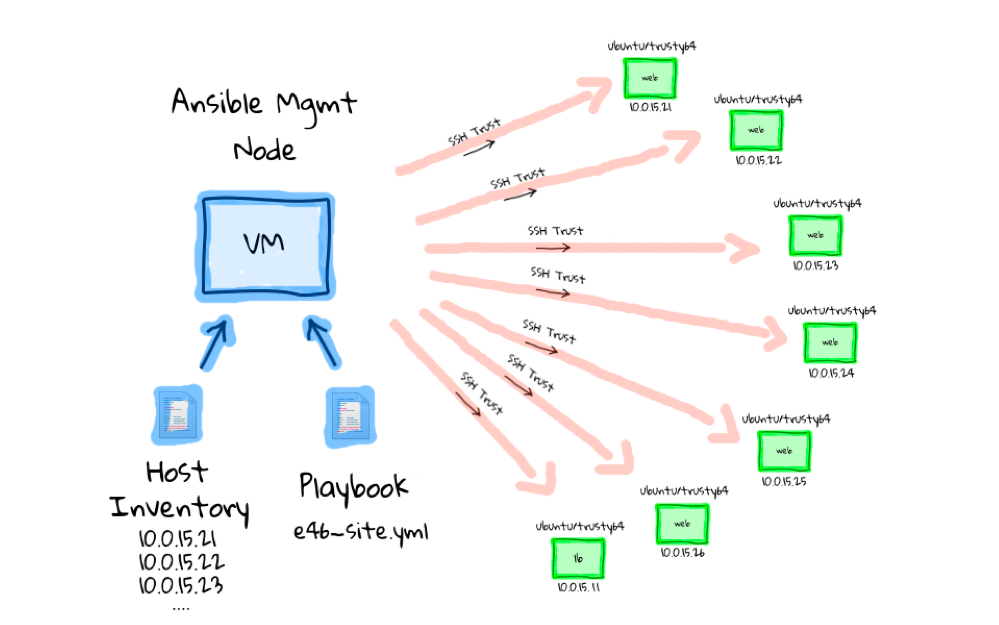 Ansible Mgmt
Node
VM
Host
Inventory
10.0.15.21
10.0.15.22
10.0.15.23
....
Playbook
e46-site.yml
SSH Trust
SSH Trust
SSH Trust
SSH Trust
SSH Trust
SSH Trust
SSH Trust
ubuntu/trusty64
web
10.0.15.21
ubuntu/trusty64
web
10.0.15.22
ubuntu/trusty64
web
10.0.15.23
ubuntu/trusty64
web
10.0.15.24
ubuntu/trusty64
web
10.0.15.25
ubuntu/trusty64
web
10.0.15.26
ubuntu/trusty64
lb
10.0.15.11